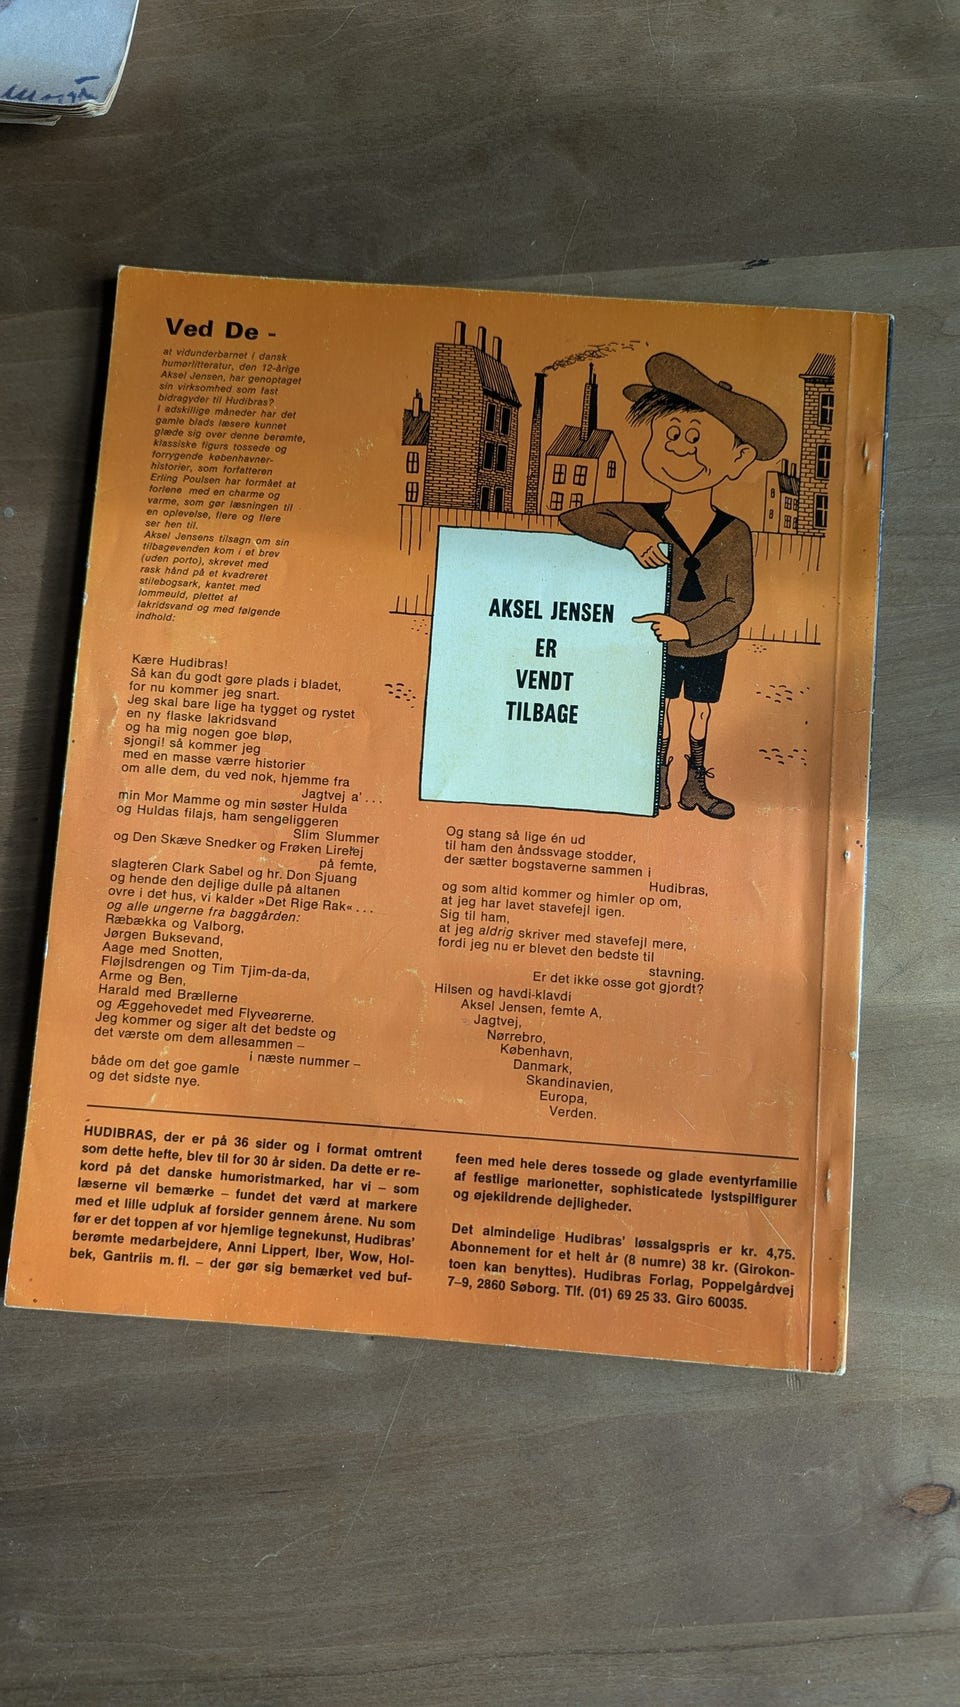 Ved De -
at vidunderbarnet i dansk
humørlitteratur, den 12-årige
Aksel Jensen, har genoptaget
sin virksomhed som fast
bidragyder til Hudibras?
I adskillige måneder har det
gamle blads læsere kunnet
glæde sig over denne berømte,
klassiske figurs tossede og
forrygende københavner-
historier, som forfatteren
Erling Poulsen har formået at
forlene med en charme og
varme, som gør læsningen til
en oplevelse, flere og flere
ser hen til.
Aksel Jensens tilsagn om sin
tilbagevenden kom i et brev
(uden porto), skrevet med
rask hånd på et kvadreret
stilebogsark, kantet med
lommeuld, plettet af
lakridsvand og med følgende
indhold:
AKSEL JENSEN
ER
VENDT
TILBAGE
Kære Hudibras!
Så kan du godt gøre plads i bladet,
for nu kommer jeg snart.
Jeg skal bare lige ha tygget og rystet
en ny flaske lakridsvand
og ha mig nogen goe bløp,
sjongi! så kommer jeg
med en masse værre historier
om alle dem, du ved nok, hjemme fra
Jagtvej a'...
min Mor Mamme og min søster Hulda
og Huldas filajs, ham sengeliggeren
Slim Slummer
og Den Skæve Snedker og Frøken Lirefej
på femte,
slagteren Clark Sabel og hr. Don Sjuang
og hende den dejlige dulle på altanen
ovre i det hus, vi kalder »Det Rige Rak«...
og alle ungerne fra baggården:
Ræbækka og Valborg,
Jørgen Buksevand,
Aage med Snotten,
Fløjlsdrengen og Tim Tjim-da-da,
Arme og Ben,
Harald med Brællerne
og Æggehovedet med Flyveørerne.
Jeg kommer og siger alt det bedste og
det værste om dem allesammen –
i næste nummer –
både om det goe gamle
og det sidste nye.
Og stang så lige én ud
til ham den åndssvage stodder,
der sætter bogstaverne sammen i
Hudibras,
og som altid kommer og himler op om,
at jeg har lavet stavefejl igen.
Sig til ham,
at jeg aldrig skriver med stavefejl mere,
fordi jeg nu er blevet den bedste til
stavning.
Er det ikke osse got gjordt?
Hilsen og havdi-klavdi
Aksel Jensen, femte A,
Jagtvej,
Nørrebro,
København,
Danmark,
Skandinavien,
Europa,
Verden.
HUDIBRAS, der er på 36 sider og i format omtrent
som dette hefte, blev til for 30 år siden. Da dette er re-
kord på det danske humoristmarked, har vi – som
læserne vil bemærke – fundet det værd at markere
med et lille udpluk af forsider gennem årene. Nu som
før er det toppen af vor hjemlige tegnekunst, Hudibras'
berømte medarbejdere, Anni Lippert, Iber, Wow, Hol-
bek, Gantriis m. fl. – der gør sig bemærket ved buf-
feen med hele deres tossede og glade eventyrfamilie
af festlige marionetter, sophisticatede lystspilfigurer
og øjekildrende dejligheder.
Det almindelige Hudibras' løssalgspris er kr. 4,75.
Abonnement for et helt år (8 numre) 38 kr. (Girokon-
toen kan benyttes). Hudibras Forlag, Poppelgårdvej
7–9, 2860 Søborg. Tlf. (01) 69 25 33. Giro 60035.